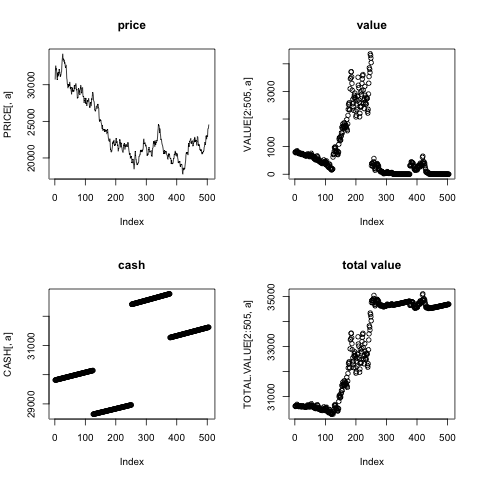 price
PRICE[, a]
20000 25000 30000
0 100 200 300 400 500
Index
value
VALUE[2:505, a]
0 1000 3000
0 100 200 300 400 500
Index
cash
CASH[, a]
29000 31000
0 100 200 300 400 500
Index
total value
TOTAL.VALUE[2:505, a]
31000 33000 35000
0 100 200 300 400 500
Index